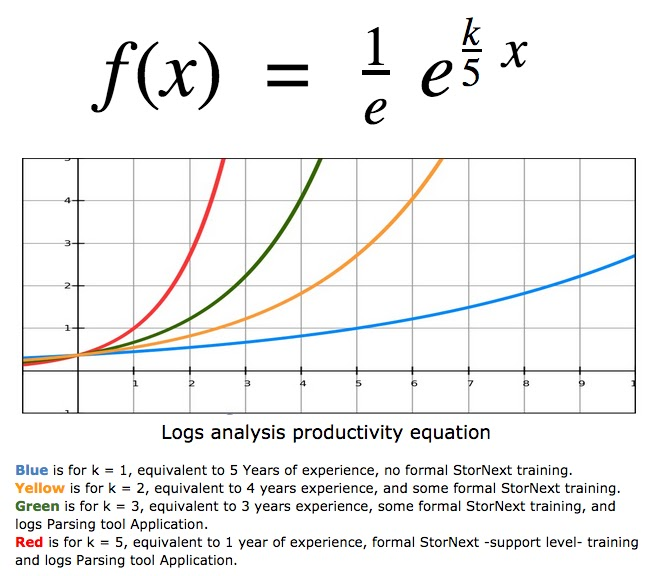 f(x) = 1/e e^(k/5 x)
5
4
3
2
1
1 2 3 4 5 6 7 8 9 1
1
Logs analysis productivity equation
Blue is for k = 1, equivalent to 5 Years of experience, no formal StorNext training.
Yellow is for k = 2, equivalent to 4 years experience, and some formal StorNext training.
Green is for k = 3, equivalent to 3 years experience, some formal StorNext training, and
logs Parsing tool Application.
Red is for k = 5, equivalent to 1 year of experience, formal StorNext -support level- training
and logs Parsing tool Application.